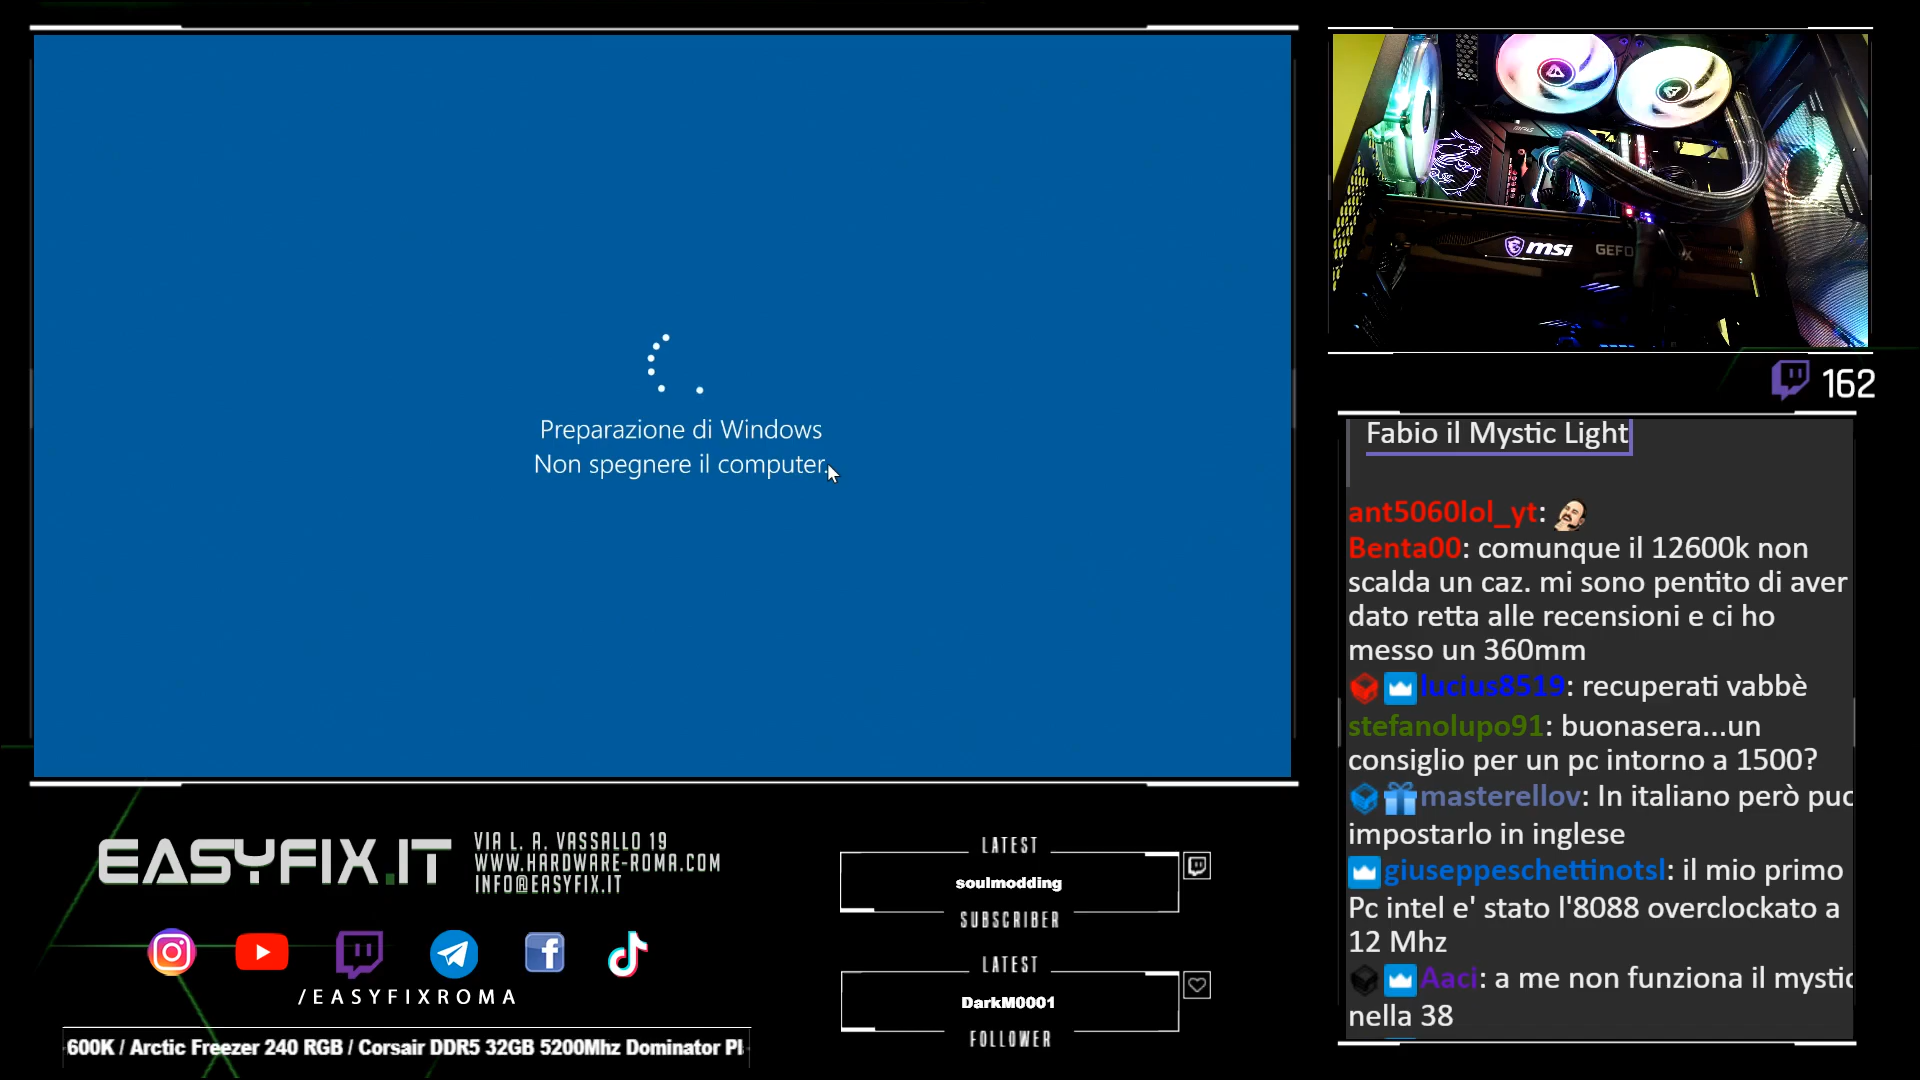 Preparazione di Windows
Non spegnere il computer.
msi
162
Fabio il Mystic Light
ant5060lol_yt:
Benta00: comunque il 12600k non
scalda un caz. mi sono pentito di aver
dato retta alle recensioni e ci ho
messo un 360mm
lucius8519: recuperati vabbè
stefanolupo91: buonasera...un
consiglio per un pc intorno a 1500?
masterellov: In italiano però puo
impostarlo in inglese
giuseppeschettinotsl: il mio primo
Pc intel e' stato l'8088 overclockato a
12 Mhz
Aaci: a me non funziona il mystic
nella 38
EASYFIX.IT
VIA L. A. VASSALLO 19
WWW.HARDWARE-ROMA.COM
INFO@EASYFIX.IT
/EASYFIXROMA
600K / Arctic Freezer 240 RGB / Corsair DDR5 32GB 5200Mhz Dominator Pl
LATEST
soulmodding
SUBSCRIBER
LATEST
DarkM0001
FOLLOWER